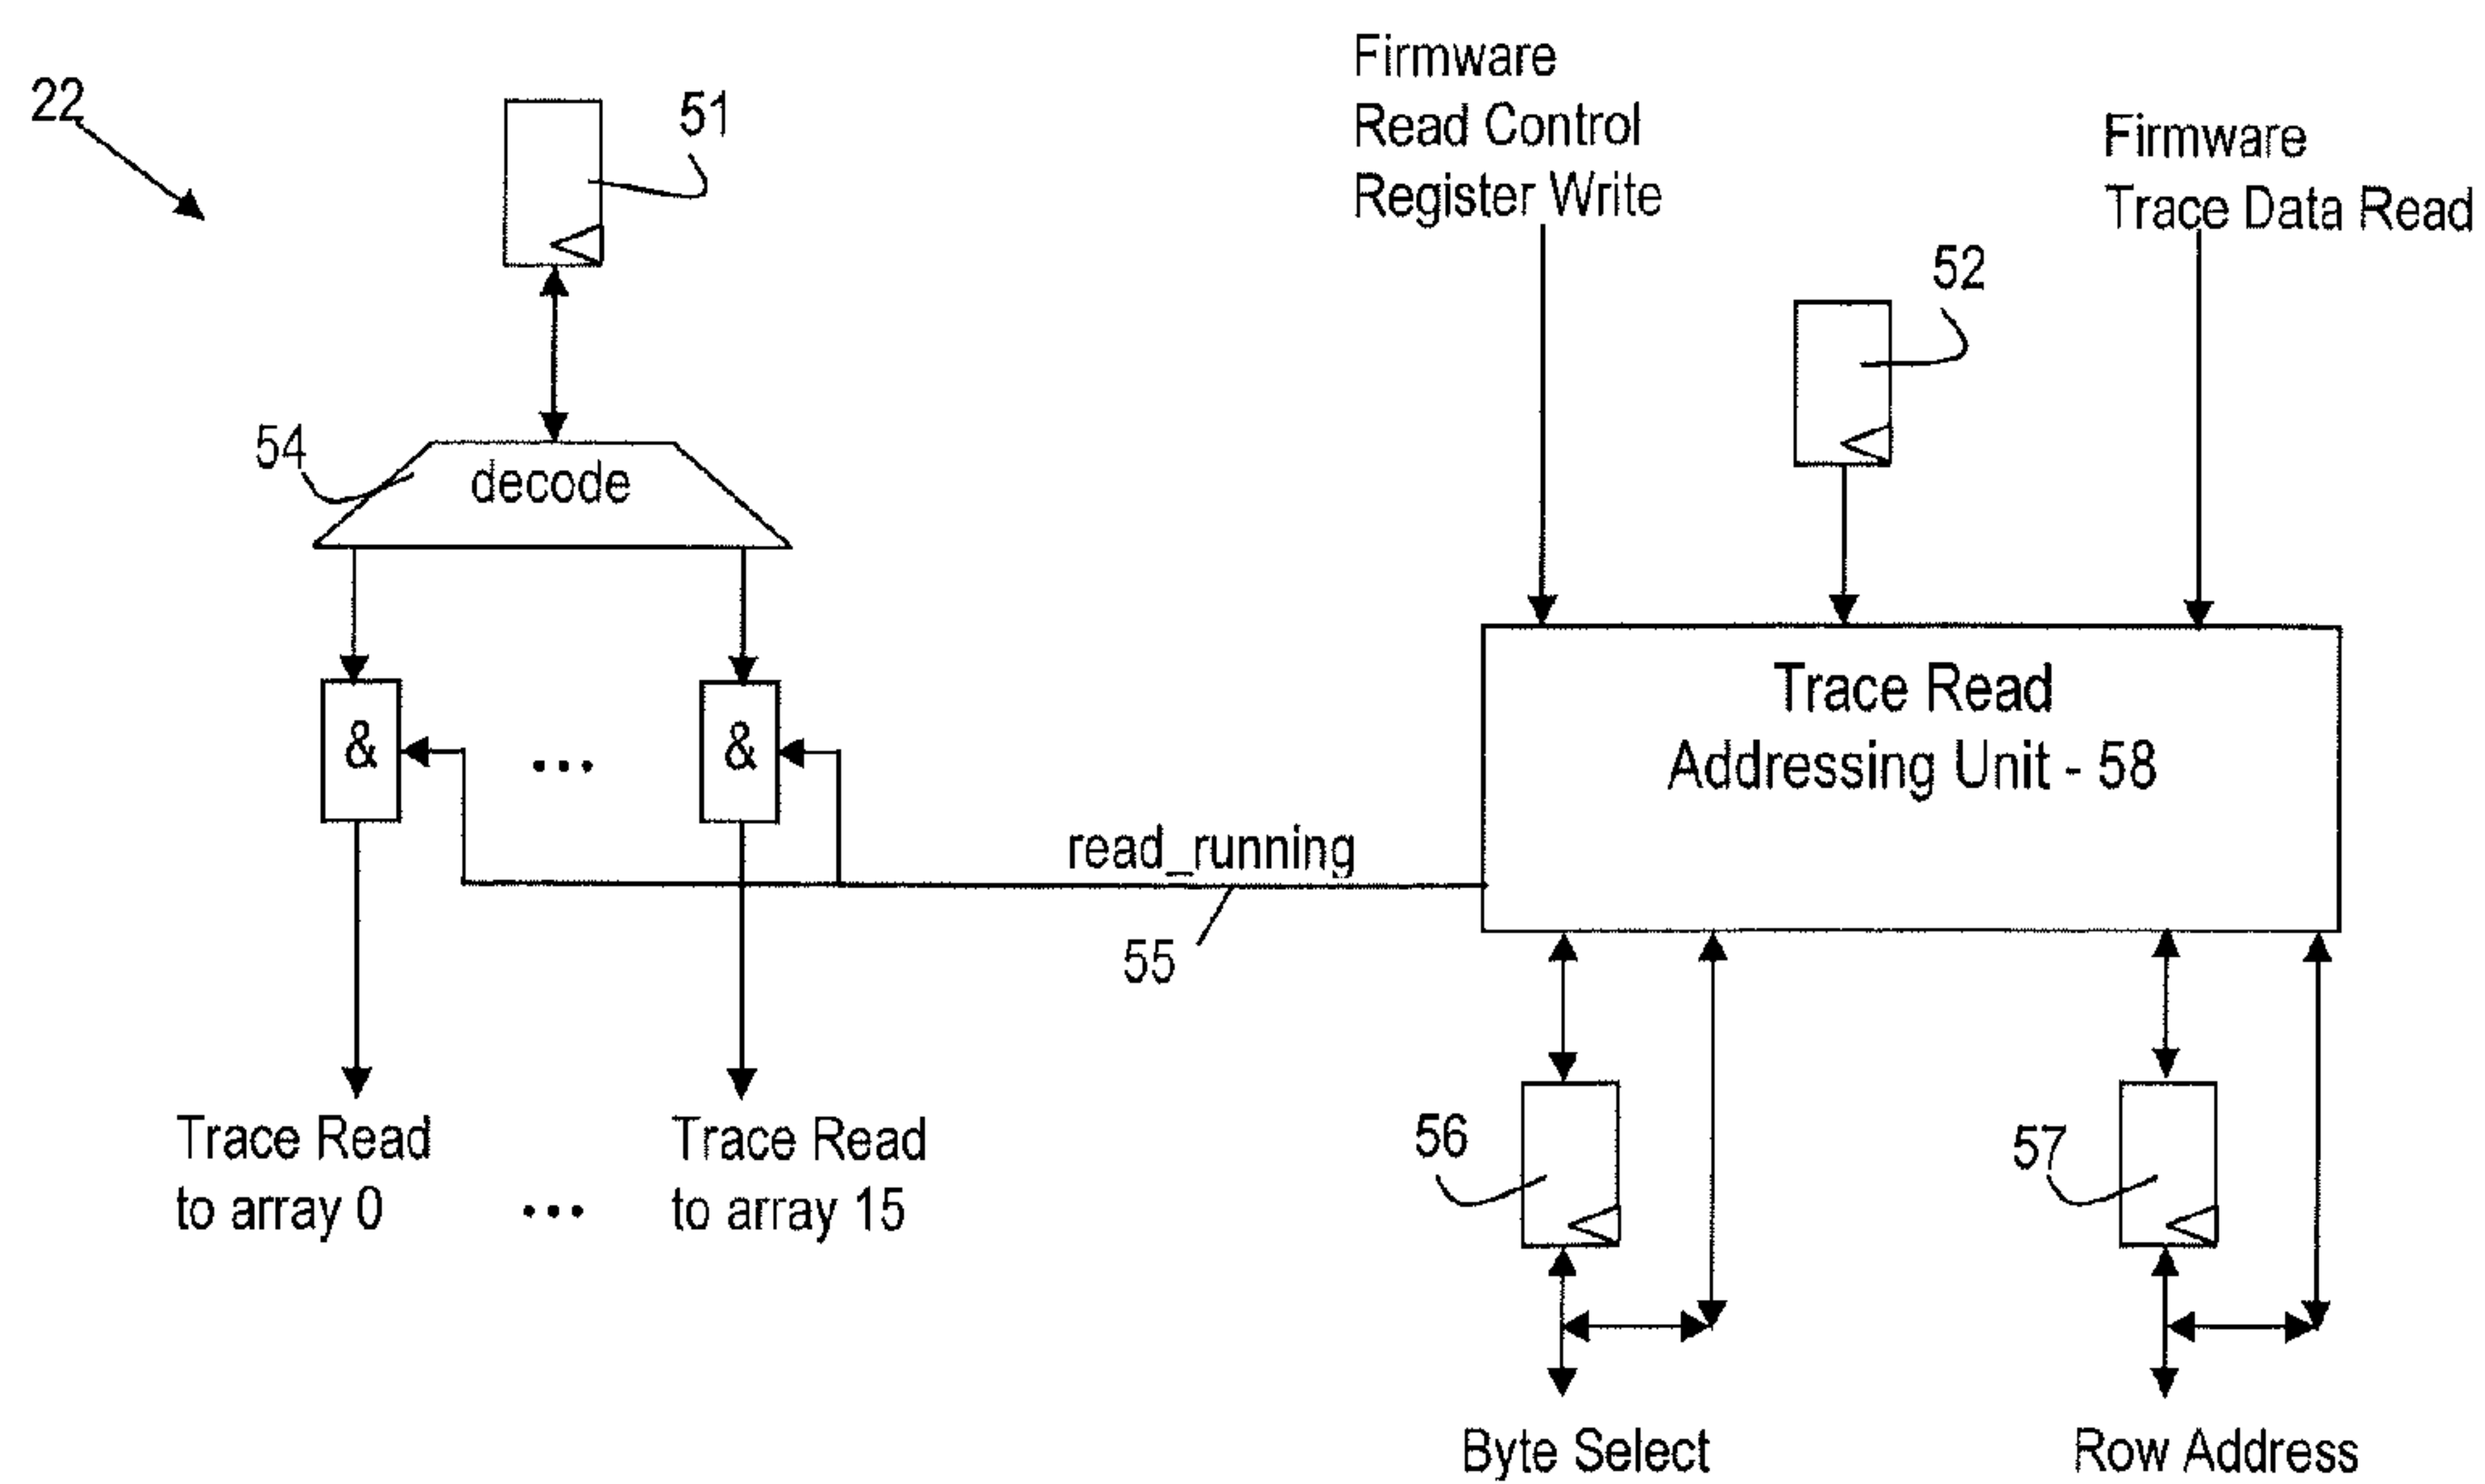 22
51
Firmware
Read Control
Register Write
Firmware
Trace Data Read
52
54
decode
&
...
&
Trace Read
Addressing Unit - 58
read_running
55
Trace Read
to array 0
...
Trace Read
to array 15
56
57
Byte Select
Row Address